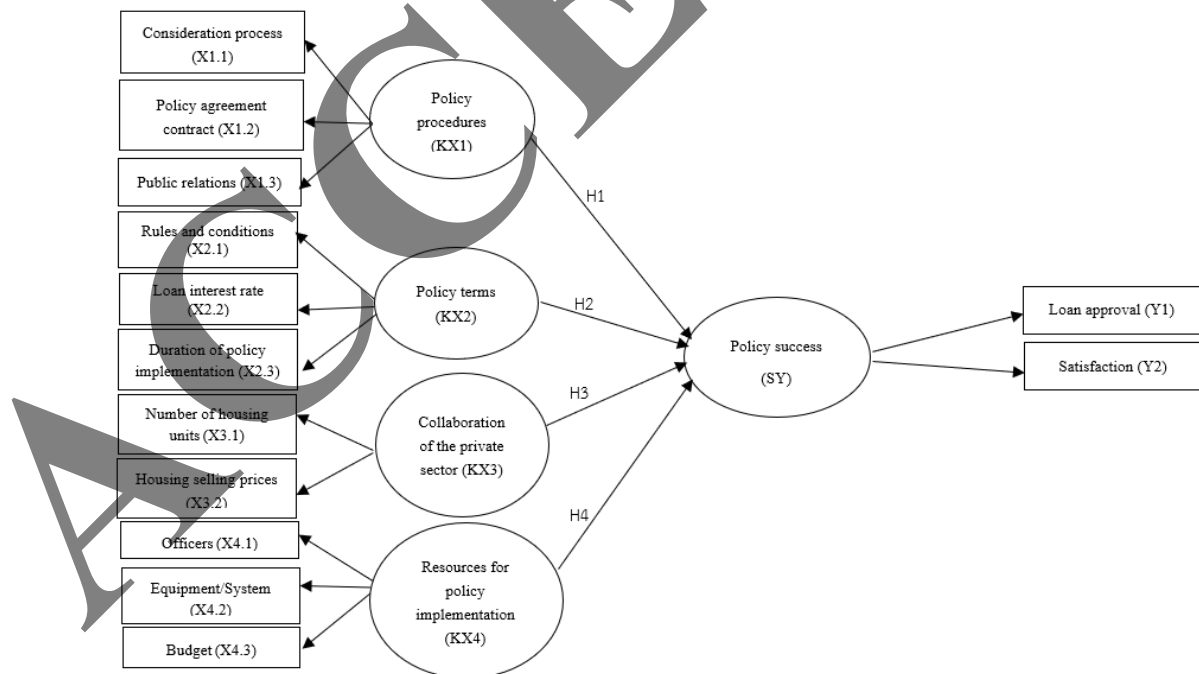 Consideration process
(X1.1)
Policy agreement
contract (X1.2)
Public relations (X1.3)
Rules and conditions
(X2.1)
Loan interest rate
(X2.2)
Duration of policy
implementation (X2.3)
Number of housing
units (X3.1)
Housing selling prices
(X3.2)
Officers (X4.1)
Equipment/System
(X4.2)
Budget (X4.3)
Policy
procedures
(KX1)
Policy terms
(KX2)
Collaboration
of the private
sector (KX3)
Resources for
policy
implementation
(KX4)
H1
H2
H3
H4
Policy success
(SY)
Loan approval (Y1)
Satisfaction (Y2)
ACCE